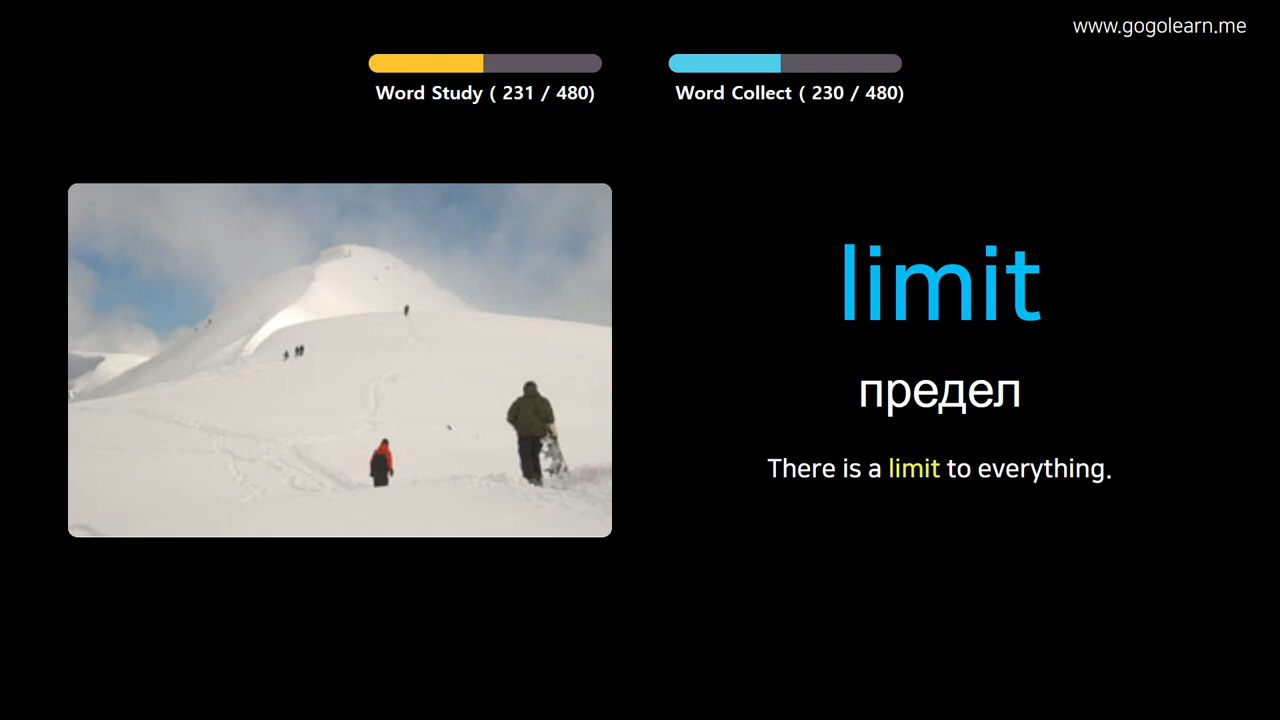 www.gogolearn.me
Word Study ( 231 / 480)
Word Collect ( 230 / 480)
limit
предел
There is a limit to everything.